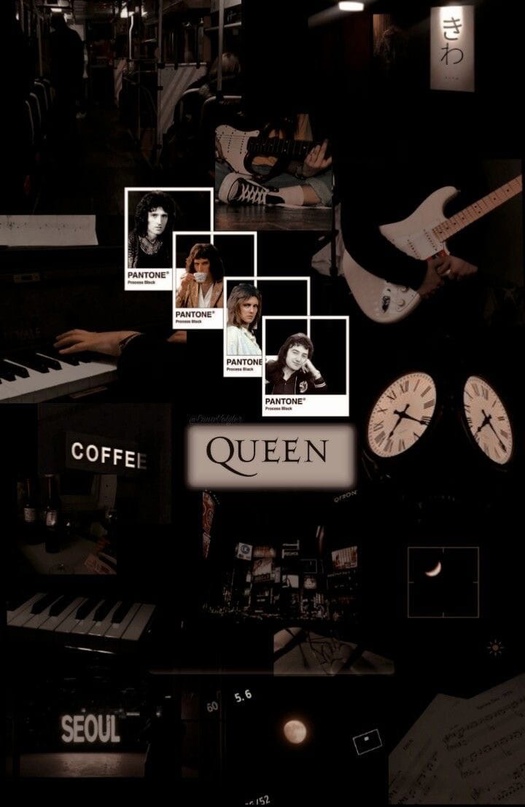 きわ
PANTONE®
Process Black
PANTONE®
Process Black
PANTONE
Process Black
PANTONE®
Process Black
QUEEN
COFFEE
5.6
60
SEOUL